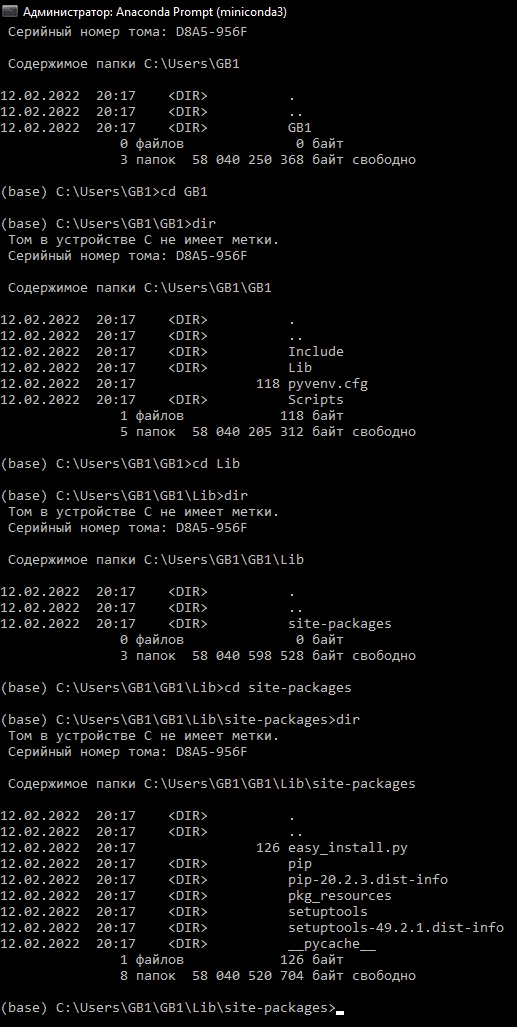 Администратор: Anaconda Prompt (miniconda3)
Серийный номер тома: D8A5-956F
Содержимое папки C:\Users\GB1
12.02.2022  20:17    <DIR>          .
12.02.2022  20:17    <DIR>          ..
12.02.2022  20:17    <DIR>          GB1
0 файлов              0 байт
3 папок  58 040 250 368 байт свободно
(base) C:\Users\GB1>cd GB1
(base) C:\Users\GB1\GB1>dir
Том в устройстве C не имеет метки.
Серийный номер тома: D8A5-956F
Содержимое папки C:\Users\GB1\GB1
12.02.2022  20:17    <DIR>          .
12.02.2022  20:17    <DIR>          ..
12.02.2022  20:17    <DIR>          Include
12.02.2022  20:17    <DIR>          Lib
12.02.2022  20:17               118 pyvenv.cfg
12.02.2022  20:17    <DIR>          Scripts
1 файлов            118 байт
5 папок  58 040 205 312 байт свободно
(base) C:\Users\GB1\GB1>cd Lib
(base) C:\Users\GB1\GB1\Lib>dir
Том в устройстве C не имеет метки.
Серийный номер тома: D8A5-956F
Содержимое папки C:\Users\GB1\GB1\Lib
12.02.2022  20:17    <DIR>          .
12.02.2022  20:17    <DIR>          ..
12.02.2022  20:17    <DIR>          site-packages
0 файлов              0 байт
3 папок  58 040 598 528 байт свободно
(base) C:\Users\GB1\GB1\Lib>cd site-packages
(base) C:\Users\GB1\GB1\Lib\site-packages>dir
Том в устройстве C не имеет метки.
Серийный номер тома: D8A5-956F
Содержимое папки C:\Users\GB1\GB1\Lib\site-packages
12.02.2022  20:17    <DIR>          .
12.02.2022  20:17    <DIR>          ..
12.02.2022  20:17               126 easy_install.py
12.02.2022  20:17    <DIR>          pip
12.02.2022  20:17    <DIR>          pip-20.2.3.dist-info
12.02.2022  20:17    <DIR>          pkg_resources
12.02.2022  20:17    <DIR>          setuptools
12.02.2022  20:17    <DIR>          setuptools-49.2.1.dist-info
12.02.2022  20:17    <DIR>          __pycache__
1 файлов            126 байт
8 папок  58 040 520 704 байт свободно
(base) C:\Users\GB1\GB1\Lib\site-packages>